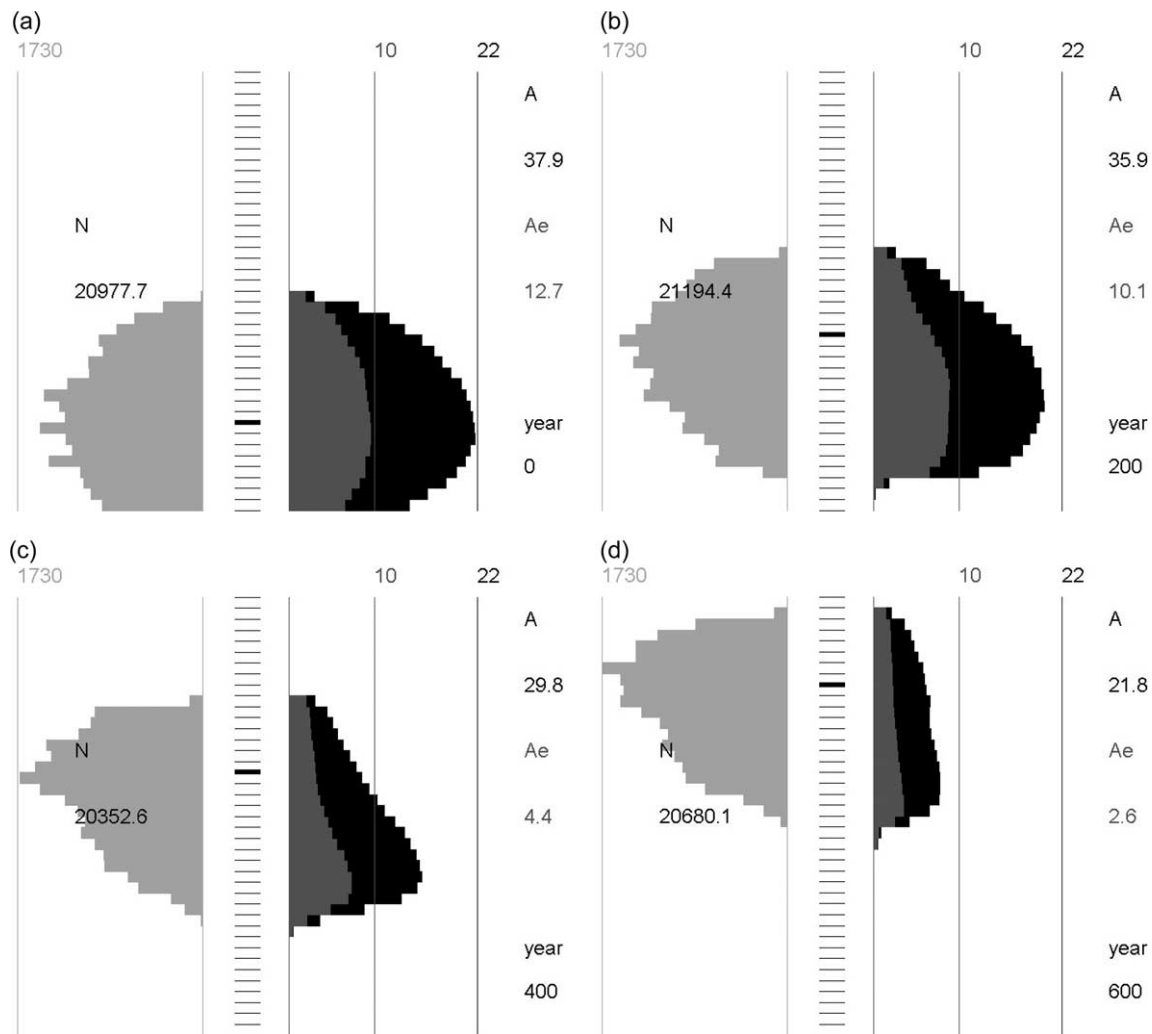 (a)
1730 10 22
A
37.9
N Ae
20977.7 12.7
year
0
(b)
1730 10 22
A
35.9
N Ae
21194.4 10.1
year
200
(c)
1730 10 22
A
29.8
N Ae
20352.6 4.4
year
400
(d)
1730 10 22
A
21.8
N Ae
20680.1 2.6
year
600